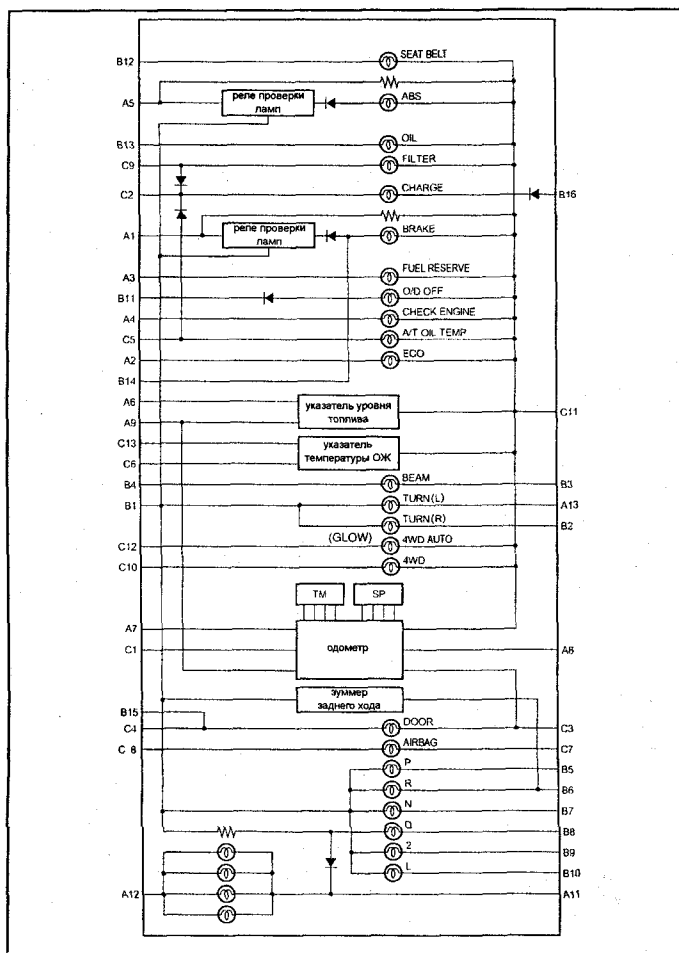 B12 SEAT BELT
A5 реле проверки ламп ABS
B13 OIL
C9 FILTER
C2 CHARGE B16
A1 реле проверки ламп BRAKE
A3 FUEL RESERVE
B11 O/D OFF
A4 CHECK ENGINE
C5 A/T OIL TEMP
A2 ECO
B14
A6 указатель уровня топлива C11
A9
C13 указатель температуры ОЖ
C6
B4 BEAM B3
B1 TURN(L) A13
TURN(R) B2
C12 (GLOW) 4WD AUTO
C10 4WD
TM SP
A7
C1 одометр A8
зуммер заднего хода
B15
C4 DOOR C3
C 8 AIRBAG C7
P B5
R B6
N B7
D B8
2 B9
L B10
A12 A11